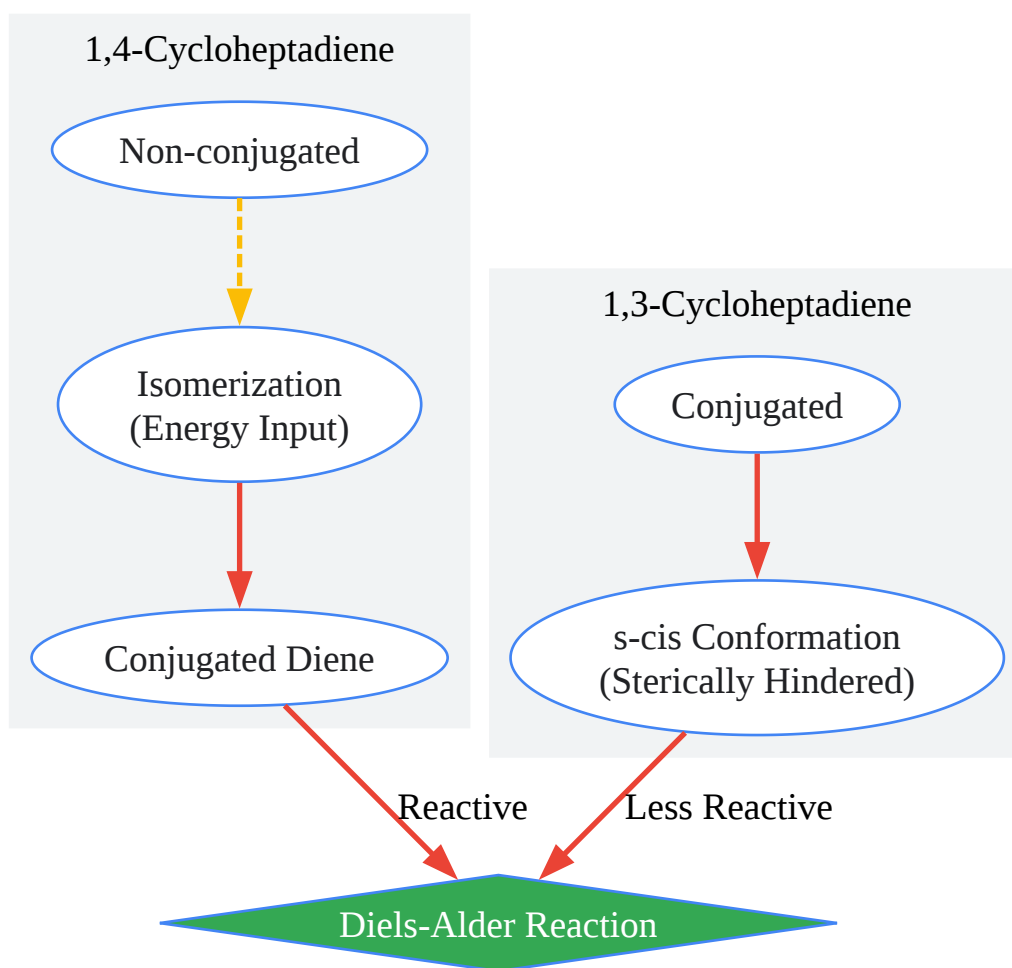 1,4-Cycloheptadiene
Non-conjugated
Isomerization
(Energy Input)
Conjugated Diene
1,3-Cycloheptadiene
Conjugated
s-cis Conformation
(Sterically Hindered)
Reactive
Less Reactive
Diels-Alder Reaction